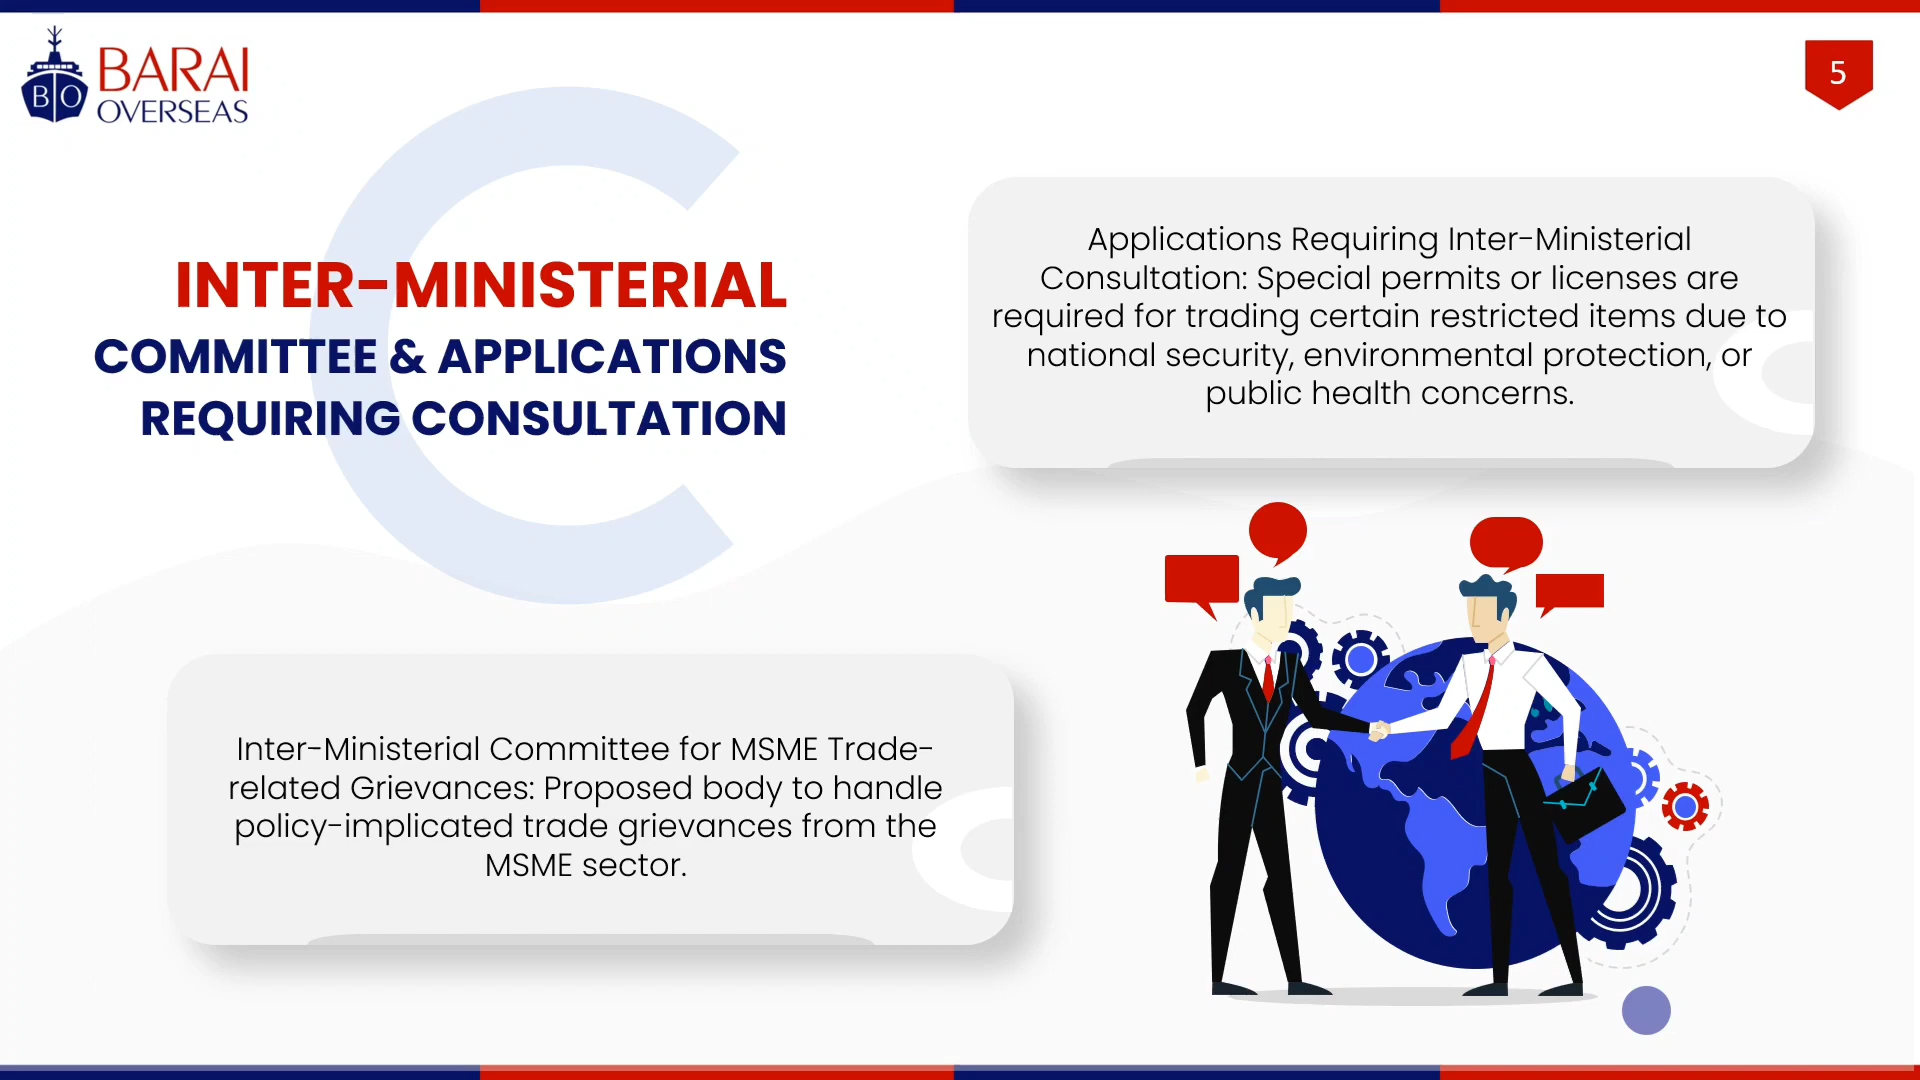 BARAI
BO
OVERSEAS
5
INTER-MINISTERIAL
COMMITTEE & APPLICATIONS
REQUIRING CONSULTATION
Applications Requiring Inter-Ministerial
Consultation: Special permits or licenses are
required for trading certain restricted items due to
national security, environmental protection, or
public health concerns.
Inter-Ministerial Committee for MSME Trade-
related Grievances: Proposed body to handle
policy-implicated trade grievances from the
MSME sector.